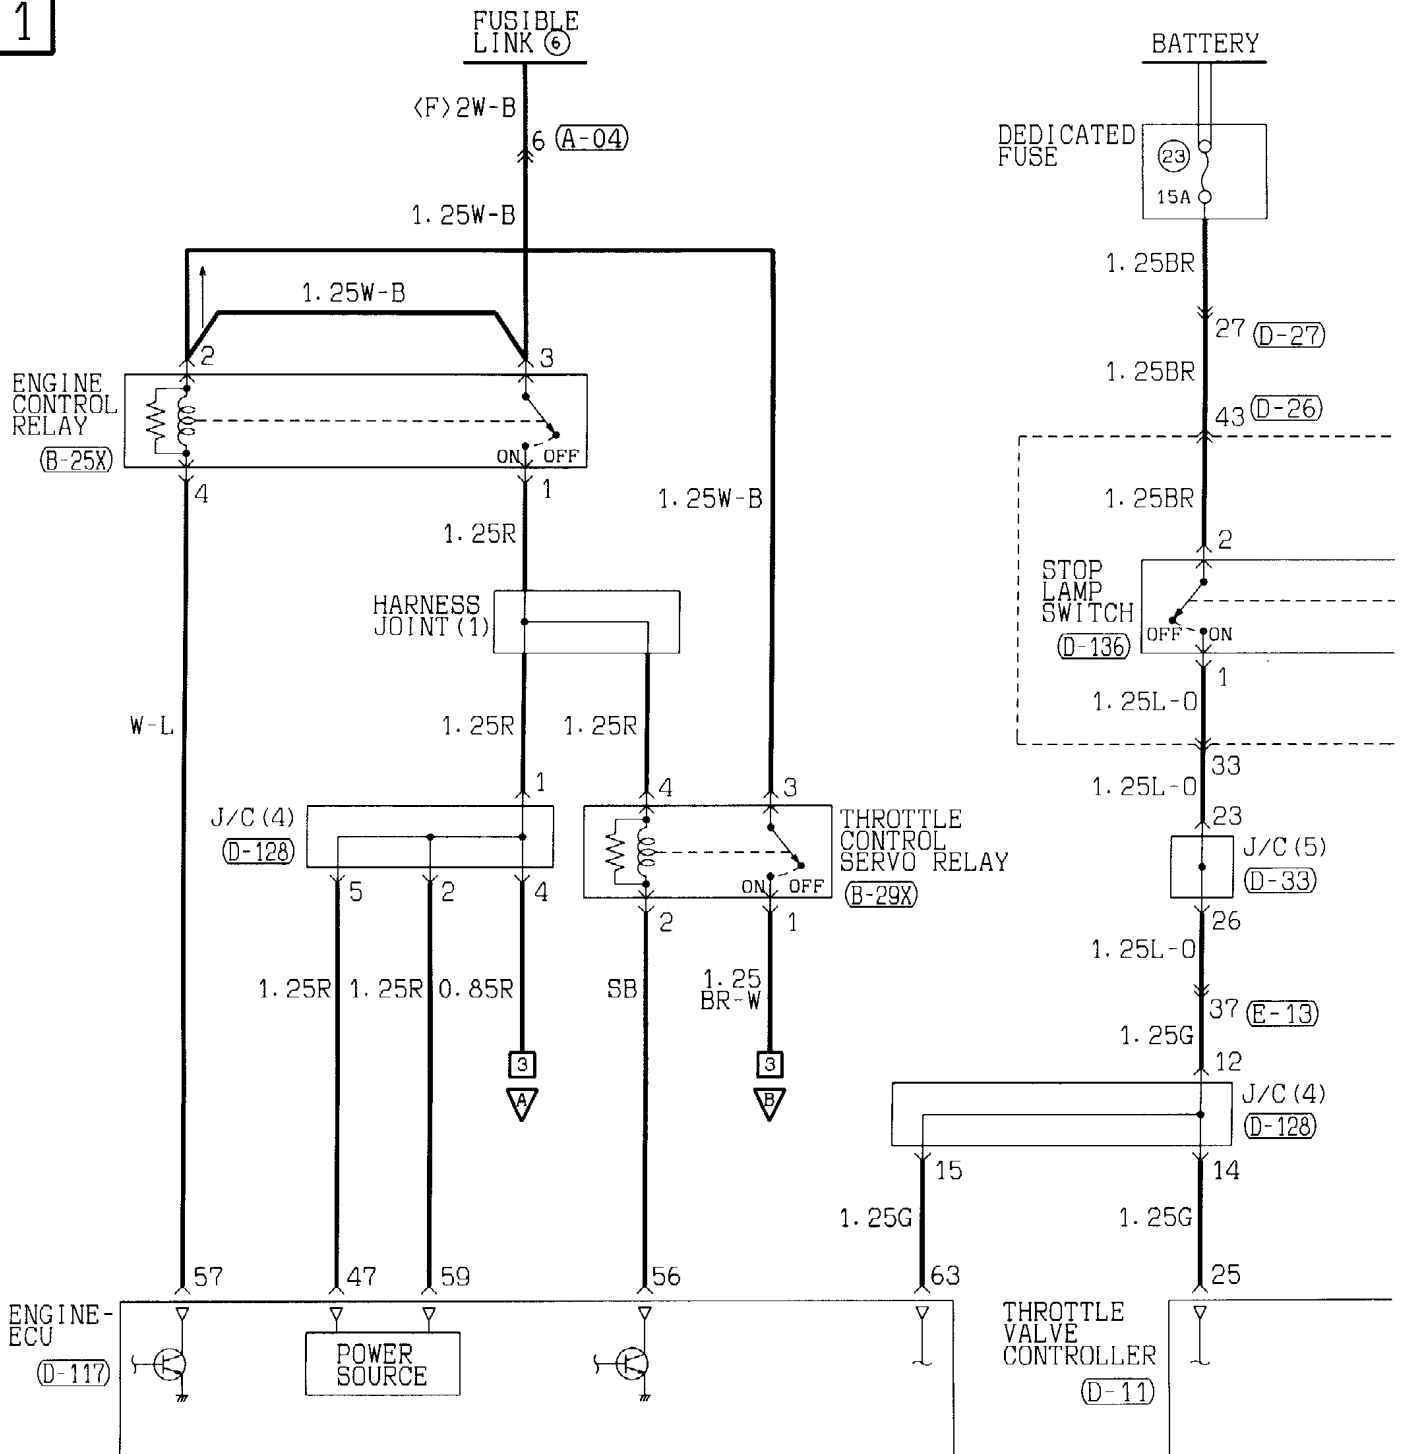 1
FUSIBLE
LINK 6
BATTERY
<F>2W-B
6 A-04
DEDICATED
FUSE
23
15A
1.25W-B
1.25BR
1.25W-B
27 D-27
2
3
1.25BR
ENGINE
CONTROL
RELAY
B-25X
43 D-26
ON OFF
4
1
1.25W-B
1.25BR
1.25R
2
STOP
LAMP
SWITCH
D-136
OFF ON
HARNESS
JOINT(1)
1
1.25L-O
W-L
1.25R
1.25R
33
1.25L-O
1
4
3
23
J/C(4)
D-128
THROTTLE
CONTROL
SERVO RELAY
B-29X
ON OFF
J/C(5)
D-33
5
2
4
2
1
26
1.25L-O
1.25R
1.25R
0.85R
SB
1.25
BR-W
37 E-13
1.25G
12
3
A
3
B
J/C(4)
D-128
15
14
1.25G
1.25G
57
47
59
56
63
25
ENGINE-
ECU
D-117
POWER
SOURCE
THROTTLE
VALVE
CONTROLLER
D-11